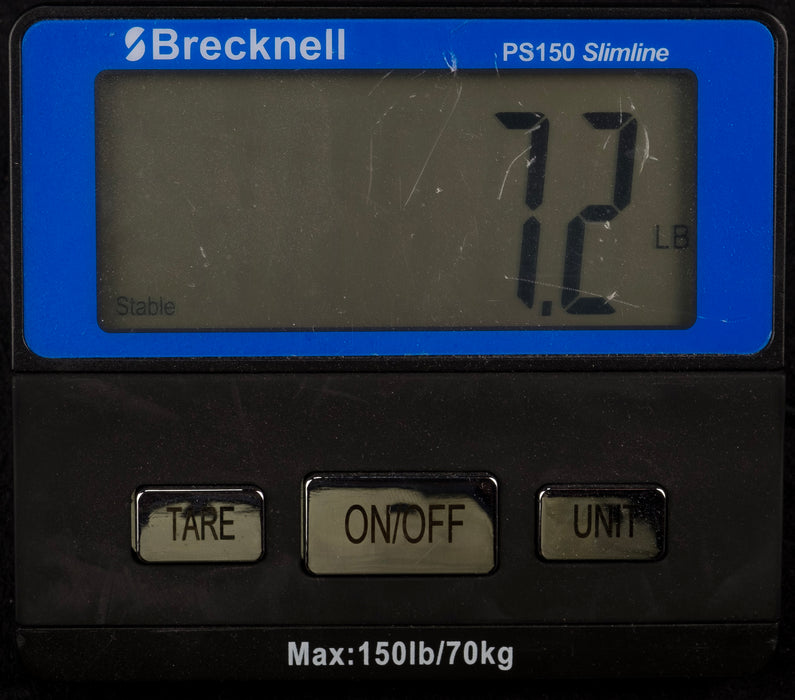 Brecknell PS150 Slimline
7.2 LB
Stable
TARE ON/OFF UNIT
Max:150lb/70kg